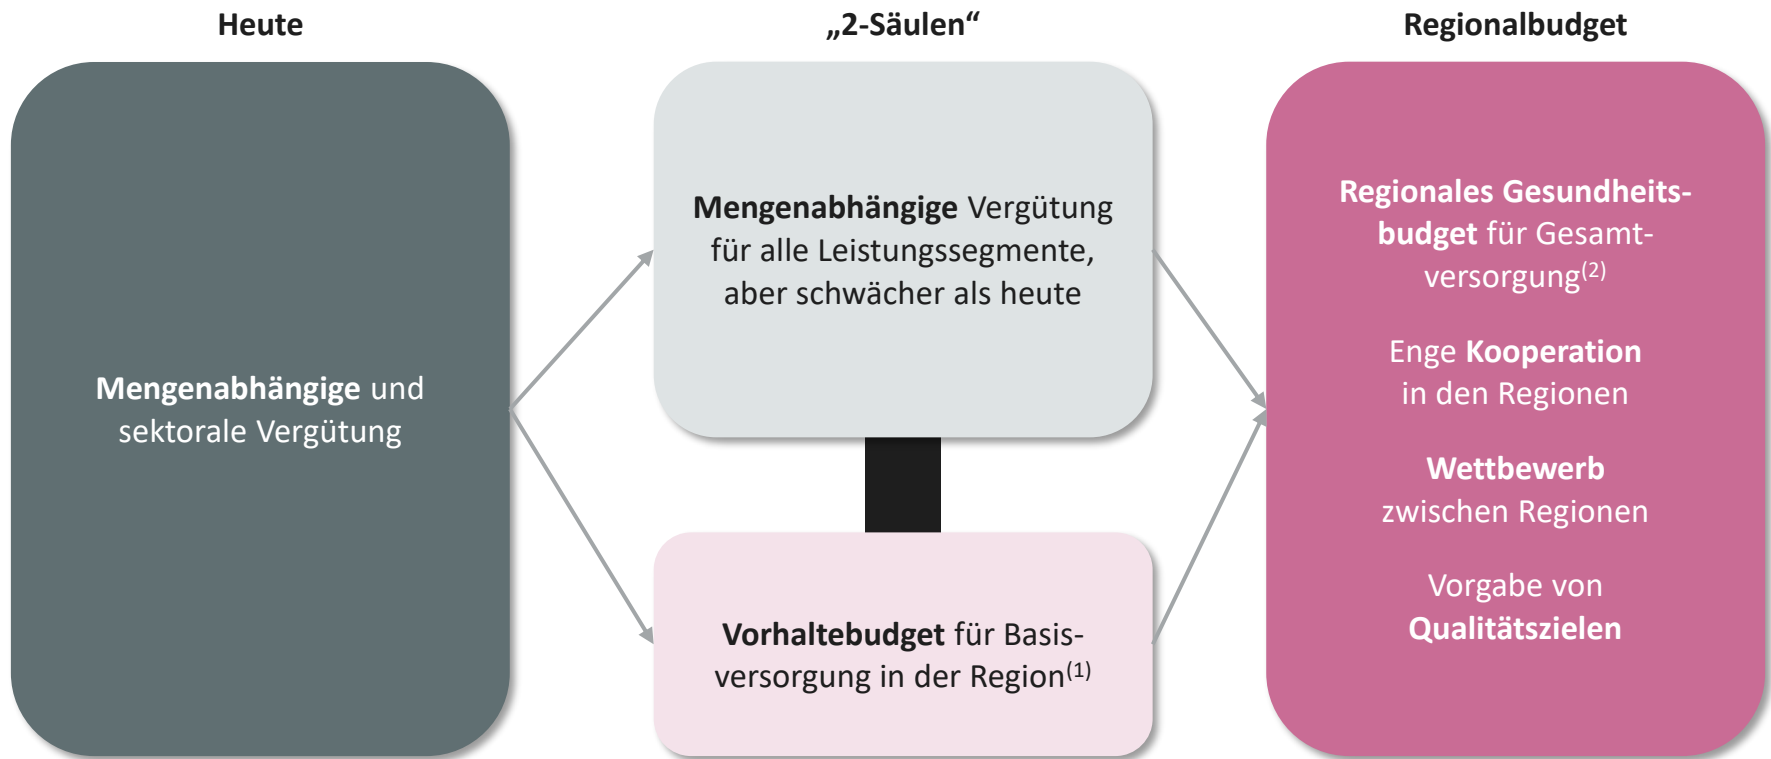 Heute
„2-Säulen“
Regionalbudget
Mengenabhängige und
sektorale Vergütung
Mengenabhängige Vergütung
für alle Leistungssegmente,
aber schwächer als heute
Vorhaltebudget für Basis-
versorgung in der Region(1)
Regionales Gesundheits-
budget für Gesamt-
versorgung(2)
Enge Kooperation
in den Regionen
Wettbewerb
zwischen Regionen
Vorgabe von
Qualitätszielen